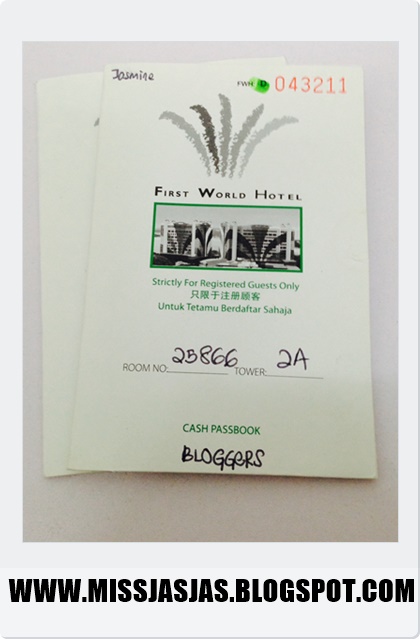 Jasmine
FWH D 043211
FIRST WORLD HOTEL
Strictly For Registered Guests Only
只限于注册顾客
Untuk Tetamu Berdaftar Sahaja
ROOM NO: 25866 TOWER: 2A
CASH PASSBOOK
BLOGGERS
WWW.MISSJASJAS.BLOGSPOT.COM